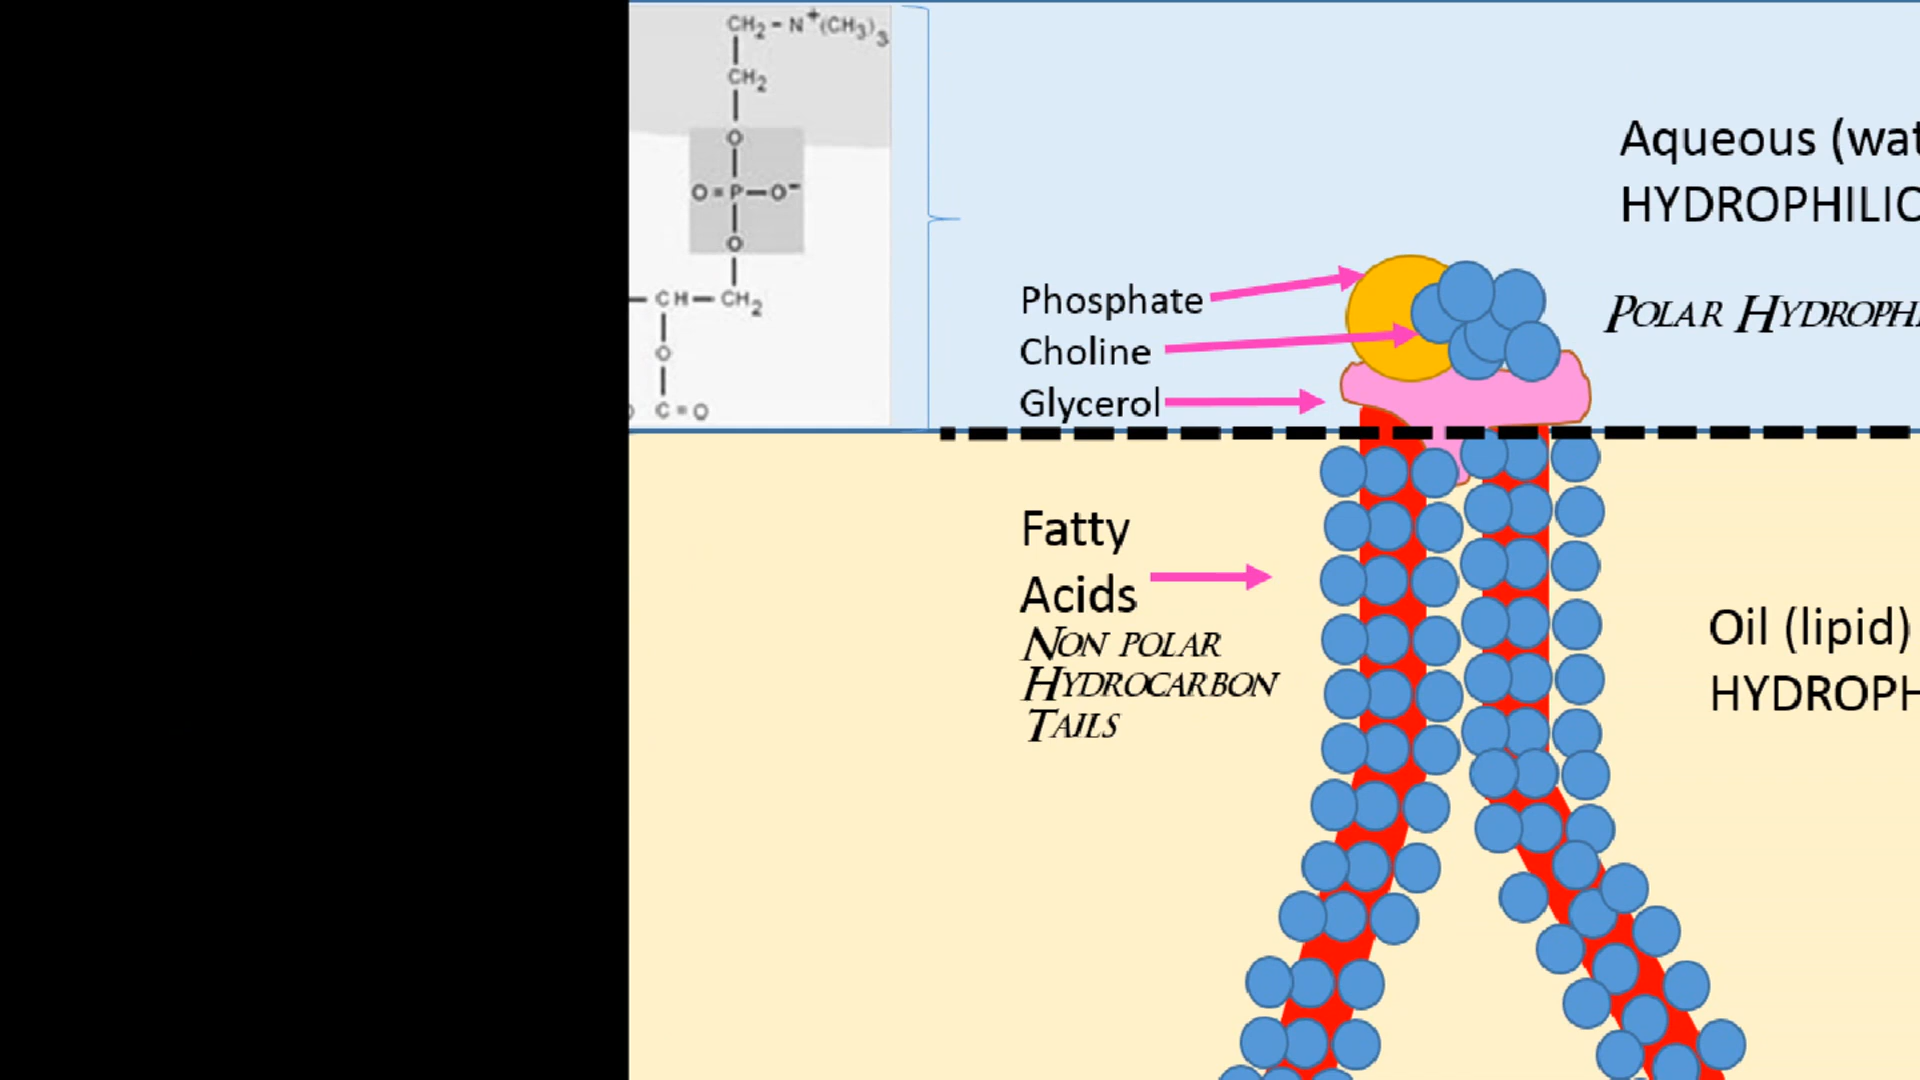 CH2-N+(CH3)3
CH2
O
O=P-O-
O
CH-CH2
O
C=O
Aqueous (wat
HYDROPHILIC
Phosphate
Choline
Glycerol
POLAR HYDROPHI
Fatty
Acids
NON POLAR
HYDROCARBON
TAILS
Oil (lipid)
HYDROPH